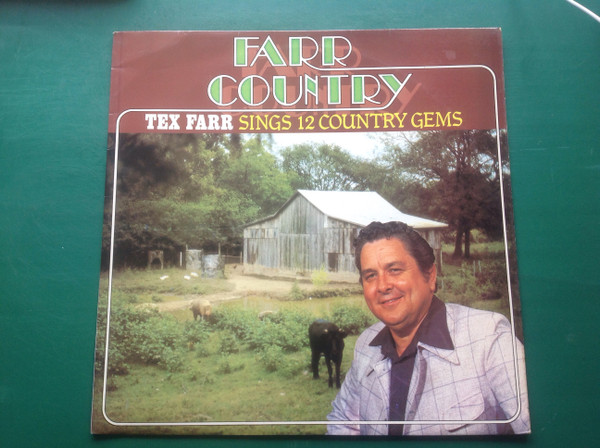 FARR
COUNTRY
TEX FARR SINGS 12 COUNTRY GEMS